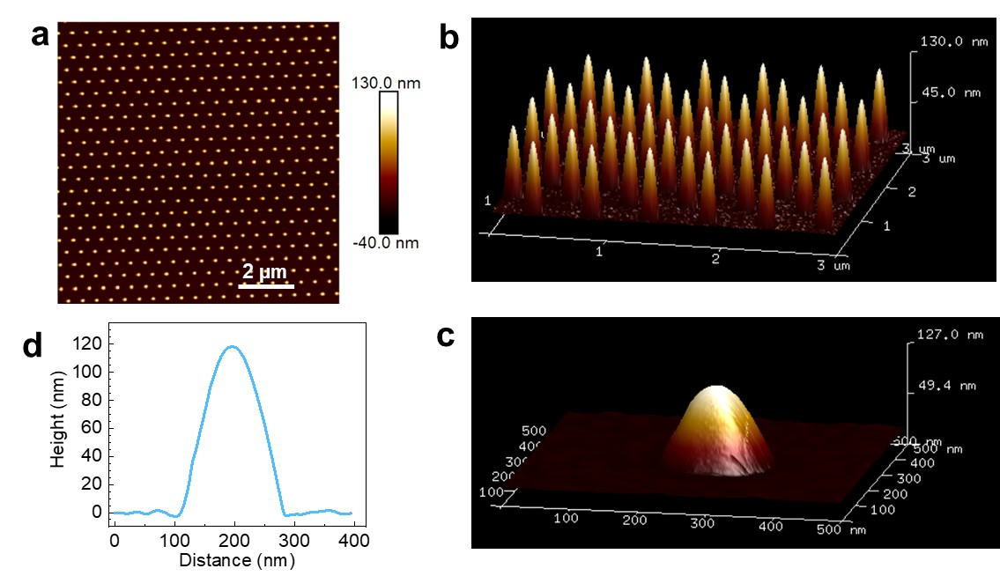 a
130.0 nm
-40.0 nm
2 µm
b
130.0 nm
45.0 nm
3 um
3 um
2
1
1
1
2
3 um
d
120
100
80
60
40
20
0
Height (nm)
0 100 200 300 400
Distance (nm)
c
127.0 nm
49.4 nm
500 nm
500 nm
400
300
200
100
500
400
300
200
100
100 200 300 400 500 nm